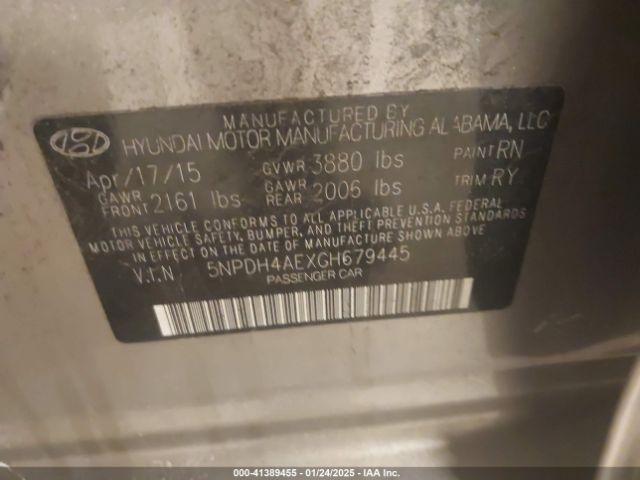 MANUFACTURED BY
HYUNDAI MOTOR MANUFACTURING ALABAMA, LLC
Apr/17/15 GVWR 3880 lbs PAINT RN
GAWR FRONT 2161 lbs GAWR REAR 2006 lbs TRIM RY
THIS VEHICLE CONFORMS TO ALL APPLICABLE U.S.A. FEDERAL
MOTOR VEHICLE SAFETY, BUMPER, AND THEFT PREVENTION STANDARDS
IN EFFECT ON THE DATE OF MANUFACTURE SHOWN ABOVE
V.I.N 5NPDH4AEXGH679445
PASSENGER CAR
000-41389455 - 01/24/2025 - IAA Inc.